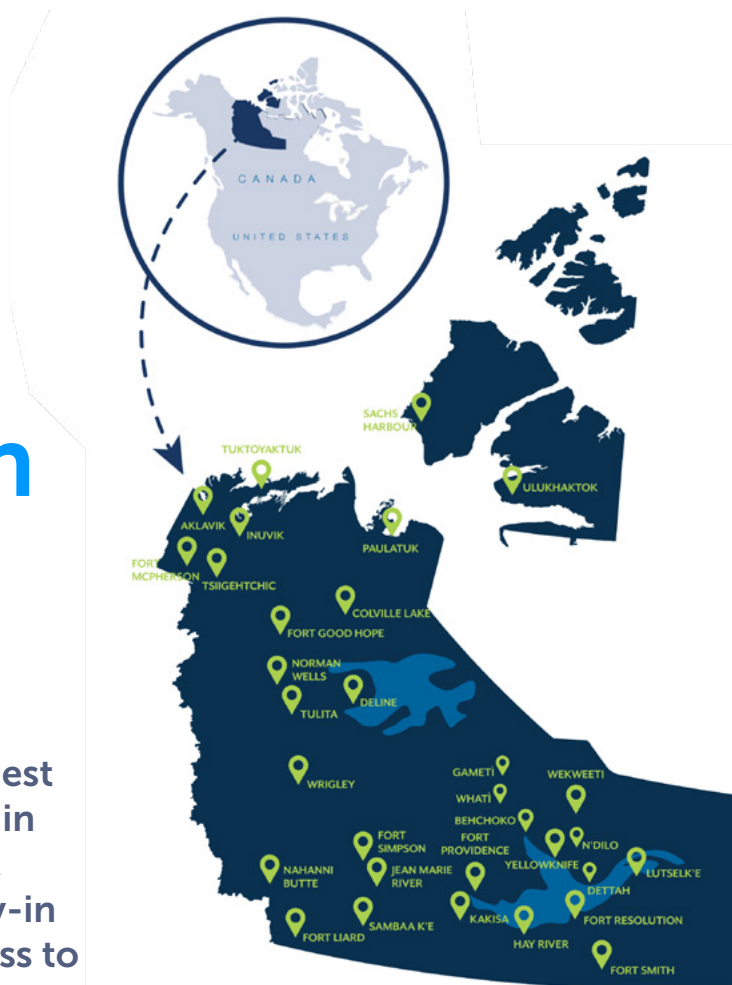 CANADA
UNITED STATES
n
SACHS
HARBOUR
TUKTOYAKTUK
ULUKHAKTOK
AKLAVIK
INUVIK
PAULATUK
FORT
MCPHERSON
TSIIGEHTCHIC
COLVILLE LAKE
FORT GOOD HOPE
NORMAN
WELLS
DELINE
TULITA
WRIGLEY
GAMETÌ
WEKWEETI
WHATÌ
BEHCHOKO
FORT
SIMPSON
FORT
PROVIDENCE
N'DILO
YELLOWKNIFE
LUTSELK'E
NAHANNI
BUTTE
JEAN MARIE
RIVER
DETTAH
KAKISA
FORT RESOLUTION
SAMBAA K'E
FORT LIARD
HAY RIVER
FORT SMITH
est
in
y-in
ss to